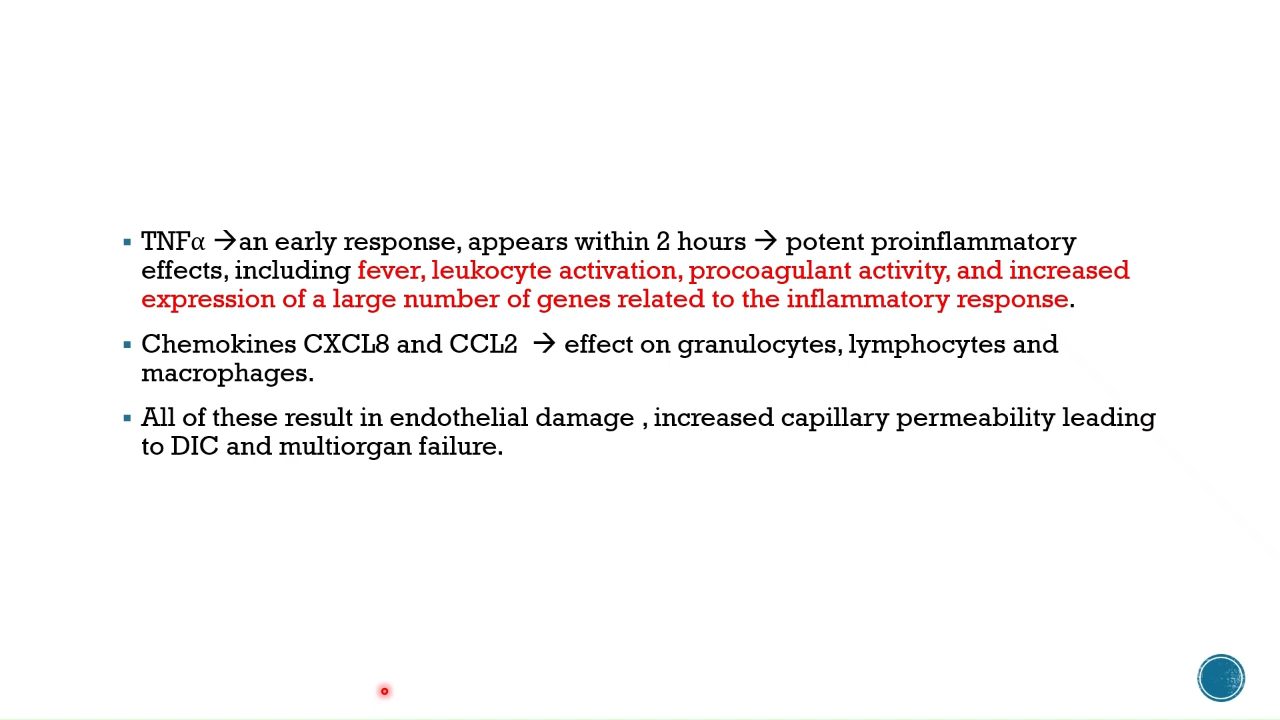 ▪ TNFα →an early response, appears within 2 hours → potent proinflammatory
effects, including fever, leukocyte activation, procoagulant activity, and increased
expression of a large number of genes related to the inflammatory response.
▪ Chemokines CXCL8 and CCL2 → effect on granulocytes, lymphocytes and
macrophages.
▪ All of these result in endothelial damage , increased capillary permeability leading
to DIC and multiorgan failure.